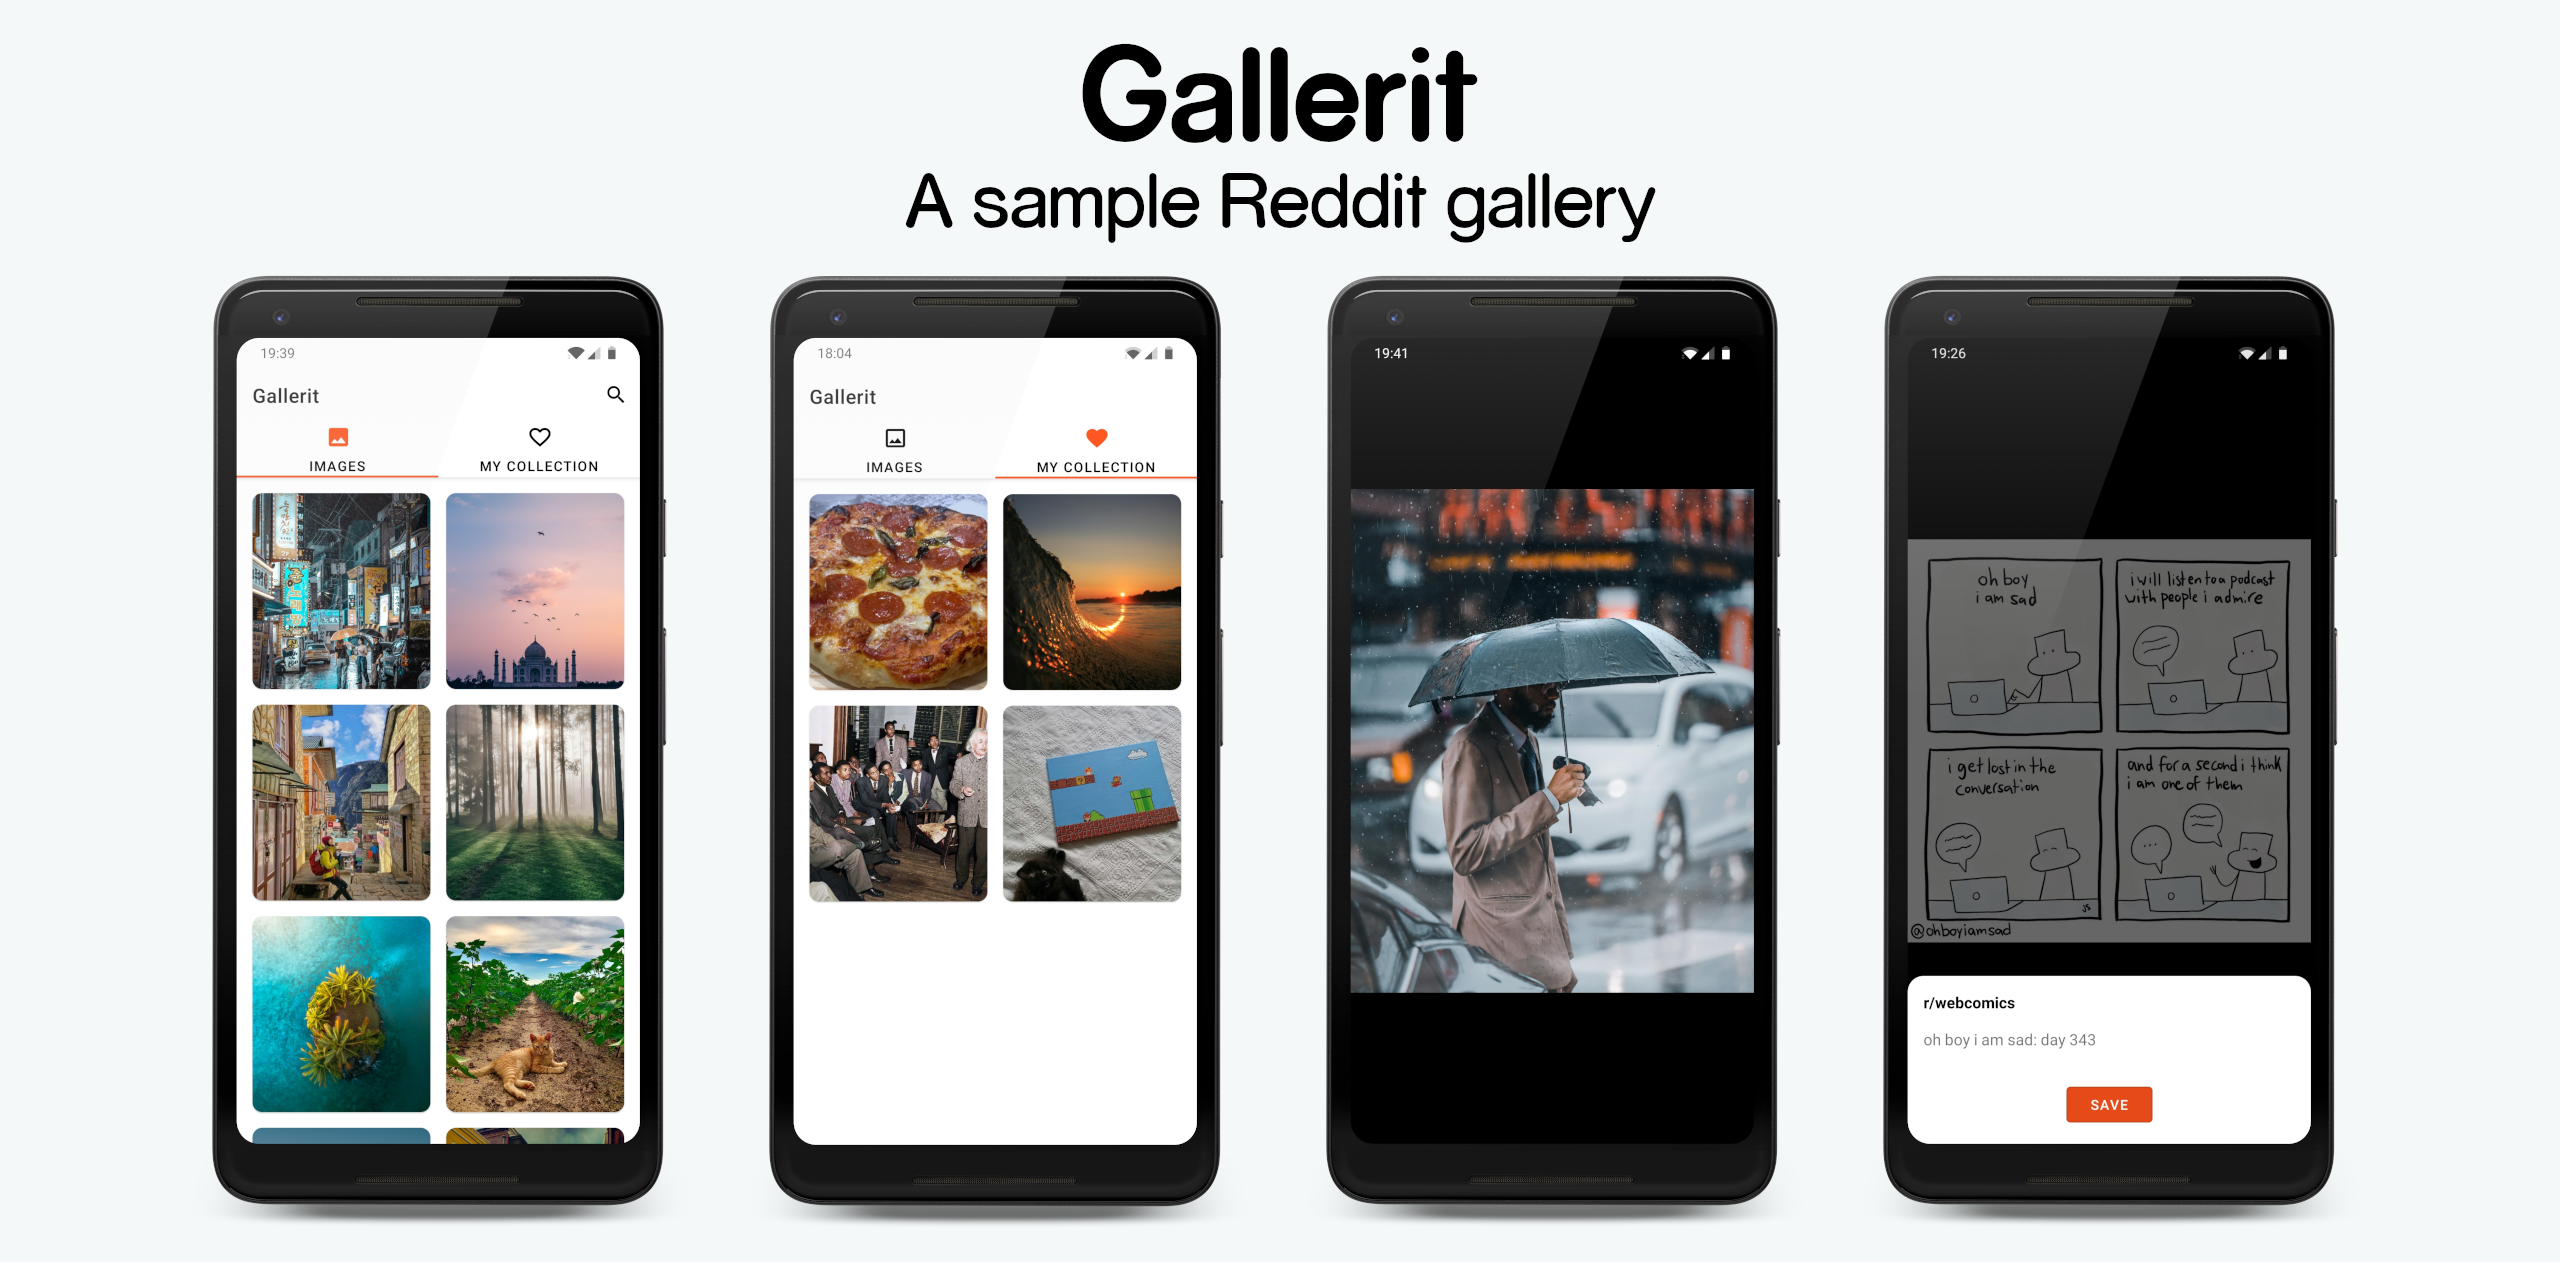 Gallerit
A sample Reddit gallery
19:39
Gallerit
IMAGES
MY COLLECTION
18:04
Gallerit
IMAGES
MY COLLECTION
19:41
19:26
oh boy
i am sad
i will listen to a podcast
with people i admire
i get lost in the
conversation
and for a second i think
i am one of them
JS
@ohboyiamsad
r/webcomics
oh boy i am sad: day 343
SAVE